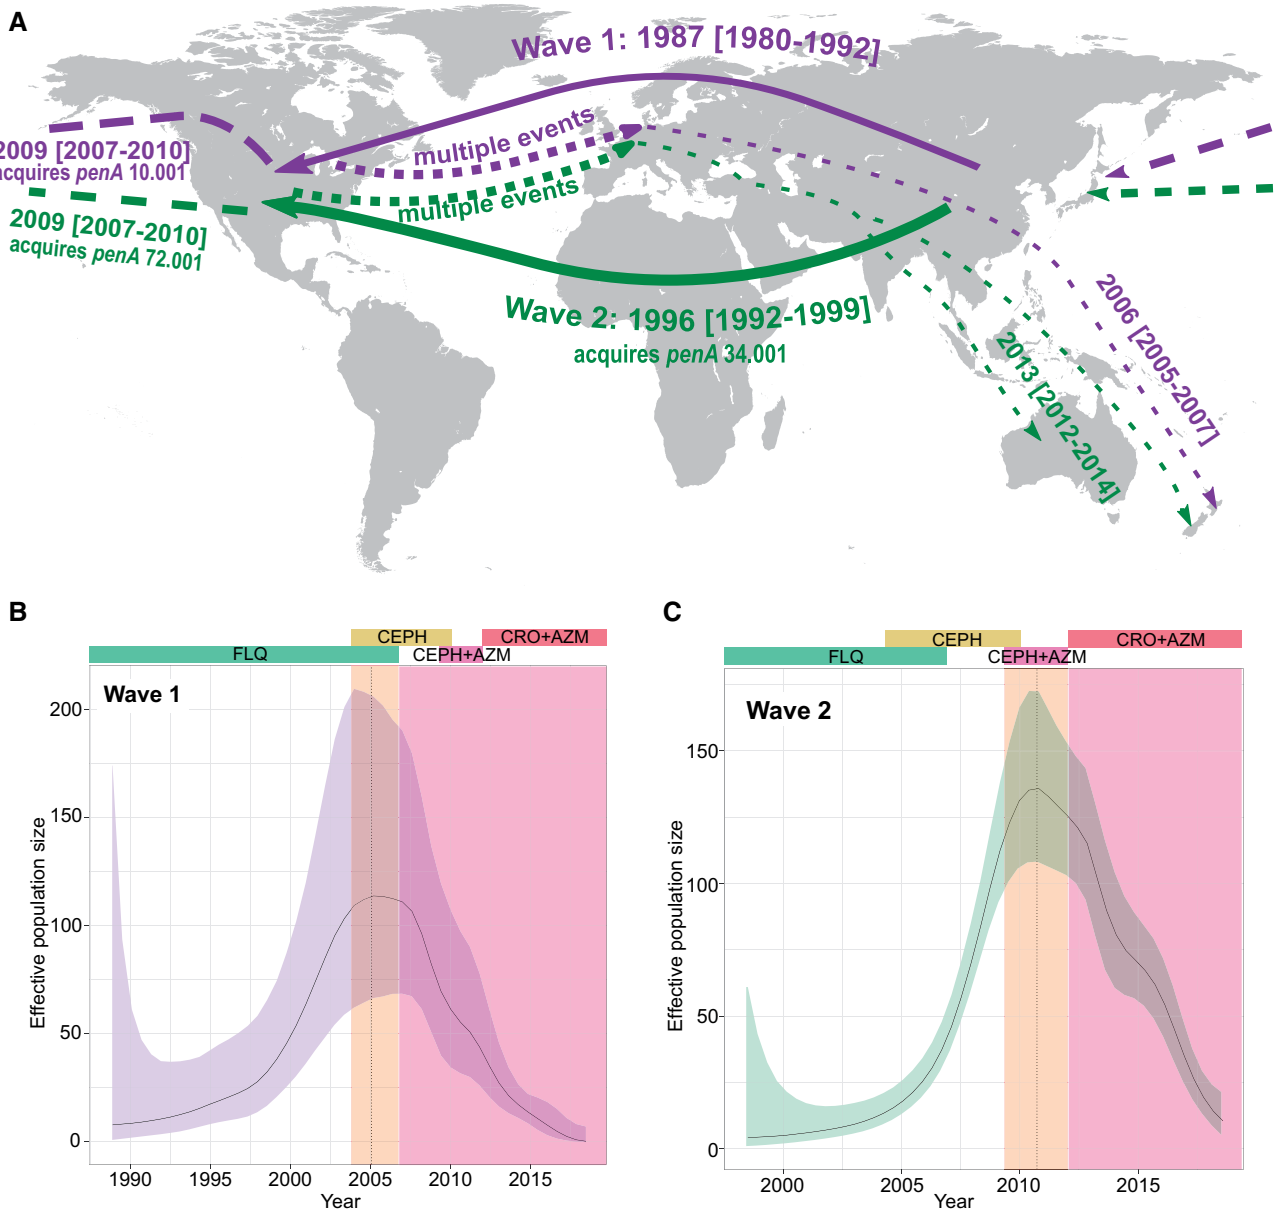 A
Wave 1: 1987 [1980-1992]
multiple events
2009 [2007-2010]
acquires penA 10.001
multiple events
2009 [2007-2010]
acquires penA 72.001
Wave 2: 1996 [1992-1999]
acquires penA 34.001
2006 [2005-2007]
2013 [2012-2014]
B
CEPH
CRO+AZM
FLQ
CEPH+AZM
Wave 1
200
150
100
50
0
Effective population size
1990
1995
2000
2005
2010
2015
Year
C
CEPH
CRO+AZM
FLQ
CEPH+AZM
Wave 2
150
100
50
0
Effective population size
2000
2005
2010
2015
Year